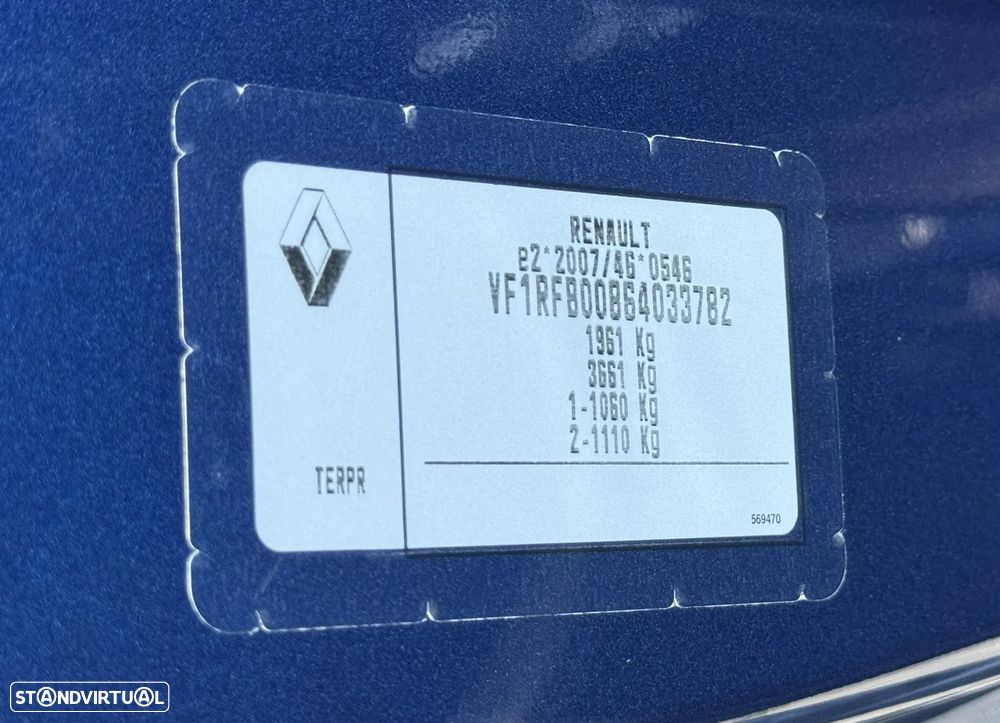 RENAULT
e2*2007/46*0546
VF1RFB00864033782
1961 Kg
3661 Kg
1-1060 Kg
2-1110 Kg
TERPR
569470
STANDVIRTUAL